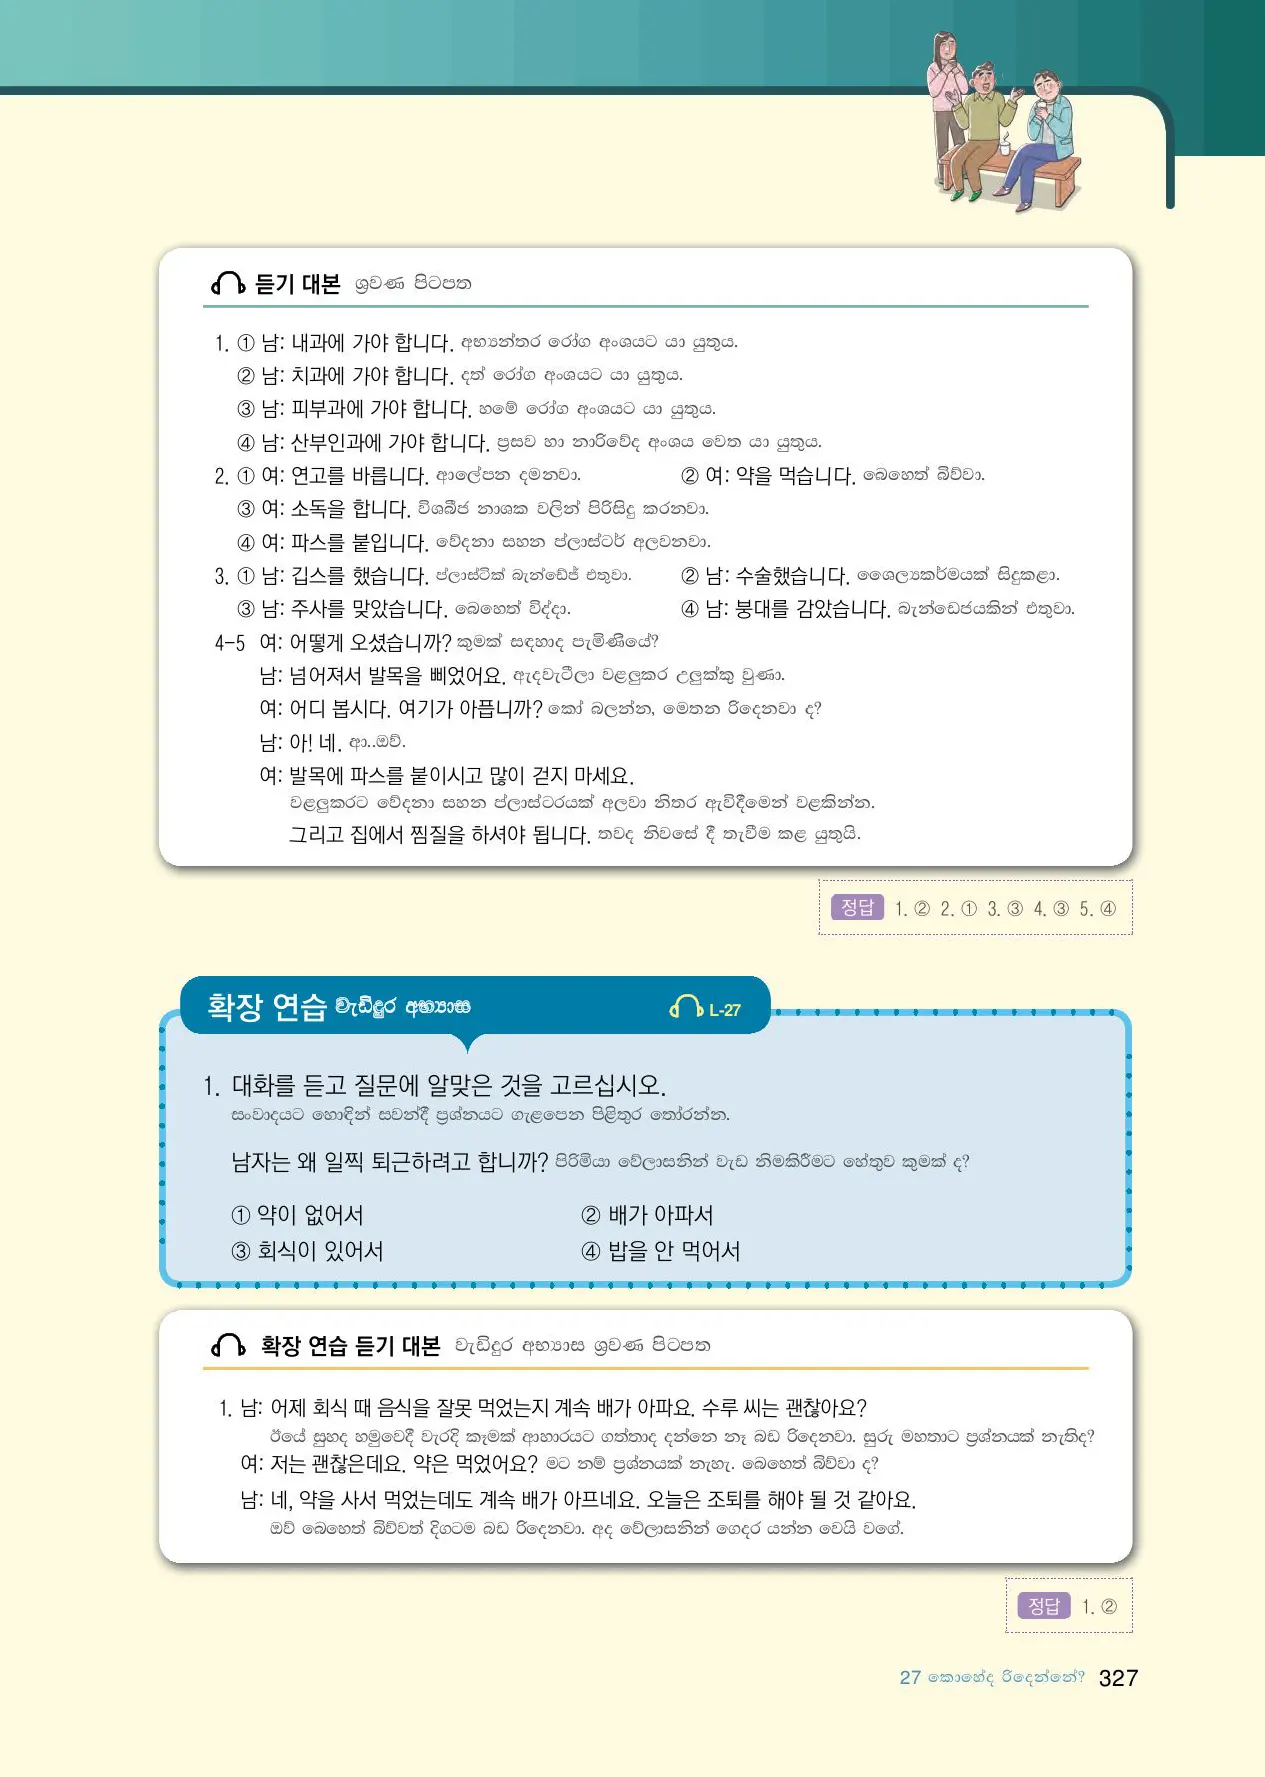 듣기 대본 ශ්‍රවණ පිටපත
1. ① 남: 내과에 가야 합니다. අභ්‍යන්තර රෝග අංශයට යා යුතුය.
② 남: 치과에 가야 합니다. දත් රෝග අංශයට යා යුතුය.
③ 남: 피부과에 가야 합니다. හමේ රෝග අංශයට යා යුතුය.
④ 남: 산부인과에 가야 합니다. ප්‍රසව හා නාරිවේද අංශය වෙත යා යුතුය.
2. ① 여: 연고를 바릅니다. ආලේපන දමනවා. ② 여: 약을 먹습니다. බෙහෙත් බිව්වා.
③ 여: 소독을 합니다. විශබීජ නාශක වලින් පිරිසිදු කරනවා.
④ 여: 파스를 붙입니다. වේදනා සහන ප්ලාස්ටර් අලවනවා.
3. ① 남: 깁스를 했습니다. ප්ලාස්ටික් බැන්ඩේජ් එතුවා. ② 남: 수술했습니다. ශෛල්‍යකර්මයක් සිදුකළා.
③ 남: 주사를 맞았습니다. බෙහෙත් විද්දා. ④ 남: 붕대를 감았습니다. බැන්ඩෙජයකින් එතුවා.
4–5 여: 어떻게 오셨습니까? කුමක් සඳහාද පැමිණියේ?
남: 넘어져서 발목을 삐었어요. ඇදවැටීලා වළලුකර උලුක්කු වුණා.
여: 어디 봅시다. 여기가 아픕니까? කෝ බලන්න, මෙතන රිදෙනවා ද?
남: 아! 네. ආ..ඔව්.
여: 발목에 파스를 붙이시고 많이 걷지 마세요.
වළලුකරට වේදනා සහන ප්ලාස්ටරයක් අලවා නිතර ඇවිදීමෙන් වළකින්න.
그리고 집에서 찜질을 하셔야 됩니다. තවද නිවසේ දී තැවීම කළ යුතුයි.
정답 1. ② 2. ① 3. ③ 4. ③ 5. ④
확장 연습 වැඩිදුර අභ්‍යාස L-27
1. 대화를 듣고 질문에 알맞은 것을 고르십시오.
සංවාදයට හොඳින් සවන්දී ප්‍රශ්නයට ගැළපෙන පිළිතුර තෝරන්න.
남자는 왜 일찍 퇴근하려고 합니까? පිරිමියා වේලාසනින් වැඩ නිමකිරීමට හේතුව කුමක් ද?
① 약이 없어서 ② 배가 아파서
③ 회식이 있어서 ④ 밥을 안 먹어서
확장 연습 듣기 대본 වැඩිදුර අභ්‍යාස ශ්‍රවණ පිටපත
1. 남: 어제 회식 때 음식을 잘못 먹었는지 계속 배가 아파요. 수루 씨는 괜찮아요?
ඊයේ සුහද හමුවෙදී වැරදි කෑමක් ආහාරයට ගත්තාද දන්නෙ නෑ බඩ රිදෙනවා. සුරු මහතාට ප්‍රශ්නයක් නැතිද?
여: 저는 괜찮은데요. 약은 먹었어요? මට නම් ප්‍රශ්නයක් නැහැ. බෙහෙත් බිව්වා ද?
남: 네, 약을 사서 먹었는데도 계속 배가 아프네요. 오늘은 조퇴를 해야 될 것 같아요.
ඔව් බෙහෙත් බිව්වත් දිගටම බඩ රිදෙනවා. අද වේලාසනින් ගෙදර යන්න වෙයි වගේ.
정답 1. ②
27 කොහේද රිදෙන්නේ? 327